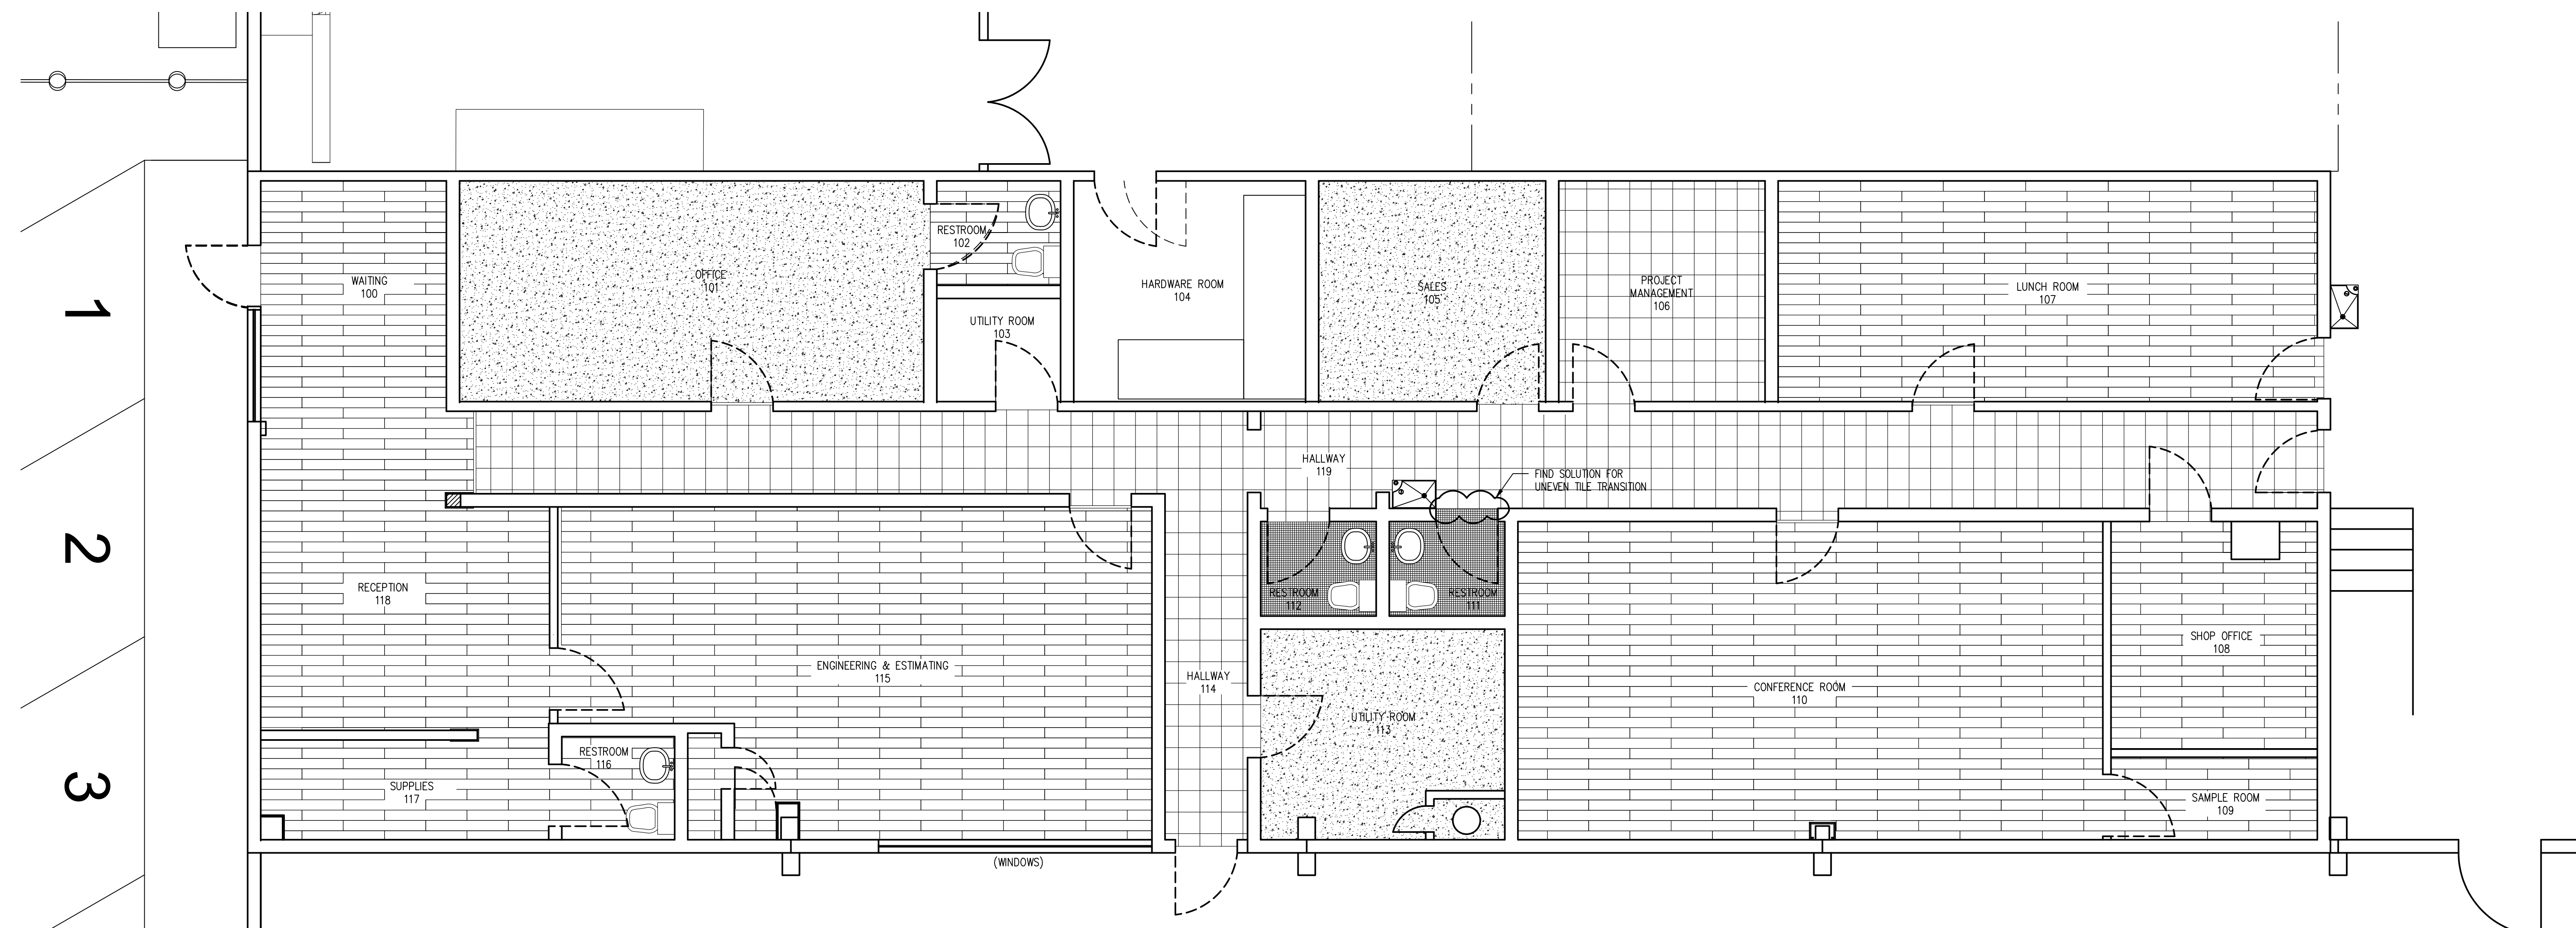 1
2
3
WAITING
100
OFFICE
101
RESTROOM
102
UTILITY ROOM
103
HARDWARE ROOM
104
SALES
105
PROJECT
MANAGEMENT
106
LUNCH ROOM
107
HALLWAY
119
FIND SOLUTION FOR
UNEVEN TILE TRANSITION
RECEPTION
118
ENGINEERING & ESTIMATING
115
RESTROOM
116
SUPPLIES
117
HALLWAY
114
RESTROOM
112
RESTROOM
111
UTILITY ROOM
113
CONFERENCE ROOM
110
SHOP OFFICE
108
SAMPLE ROOM
109
(WINDOWS)